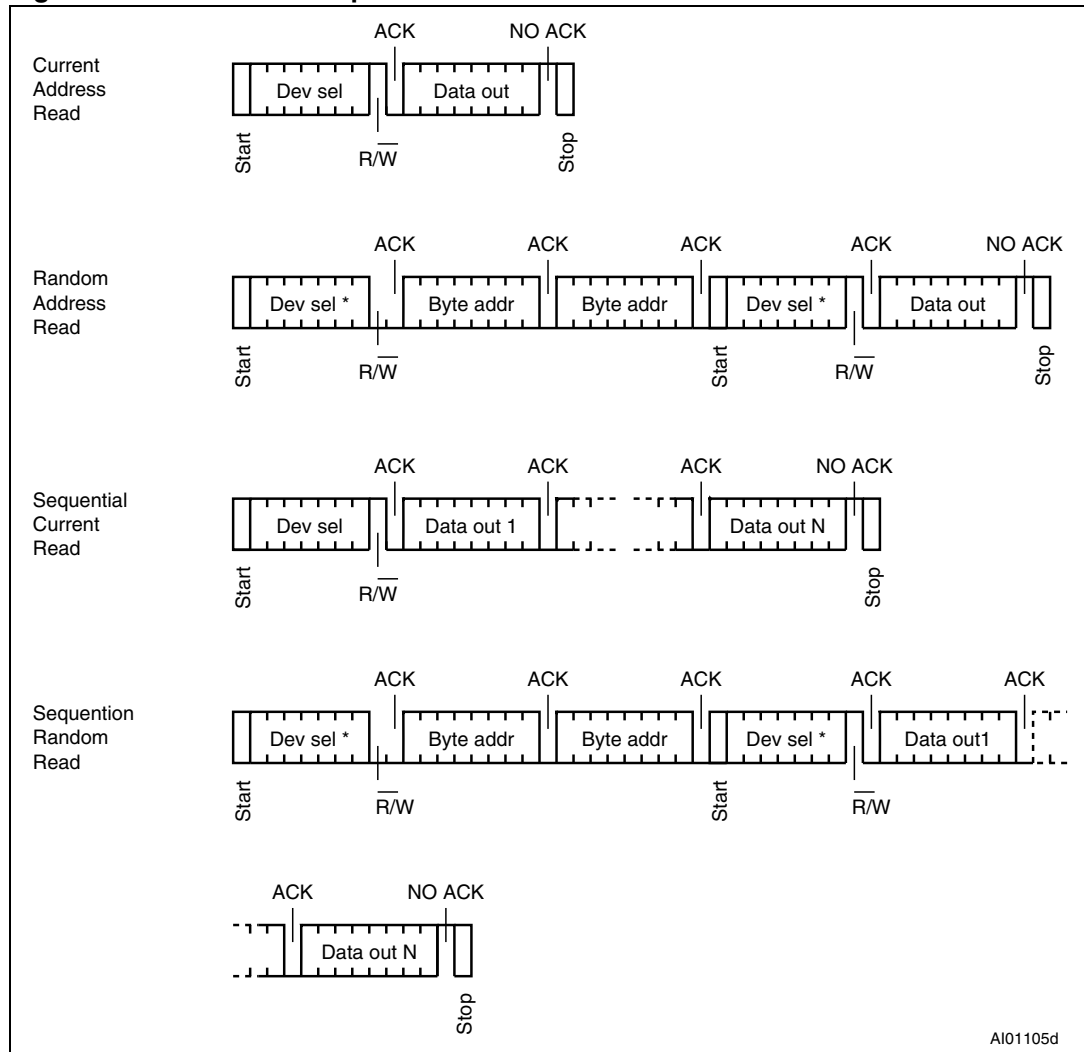 ACK NO ACK
Current
Address
Read
Dev sel Data out
Start R/W Stop
ACK ACK ACK ACK NO ACK
Random
Address
Read
Dev sel * Byte addr Byte addr Dev sel * Data out
Start R/W Start R/W Stop
ACK ACK ACK NO ACK
Sequential
Current
Read
Dev sel Data out 1 Data out N
Start R/W Stop
ACK ACK ACK ACK ACK
Sequention
Random
Read
Dev sel * Byte addr Byte addr Dev sel * Data out1
Start R/W Start R/W
ACK NO ACK
Data out N
Stop
AI01105d